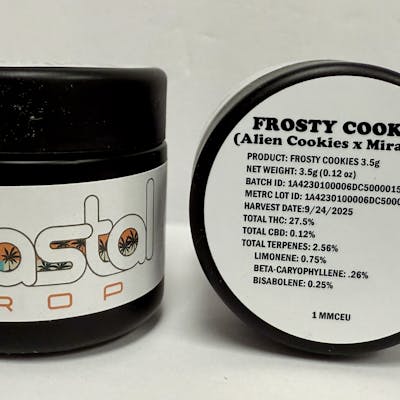 astal
ROP
FROSTY COOK
(Alien Cookies x Mira
PRODUCT: FROSTY COOKIES 3.5g
NET WEIGHT: 3.5g (0.12 oz)
BATCH ID: 1A4230100006DC5000015
METRC LOT ID: 1A4230100006DC5000
HARVEST DATE:9/24/2025
TOTAL THC: 27.5%
TOTAL CBD: 0.12%
TOTAL TERPENES: 2.56%
LIMONENE: 0.75%
BETA-CARYOPHYLLENE: .26%
BISABOLENE: 0.25%
1 MMCEU